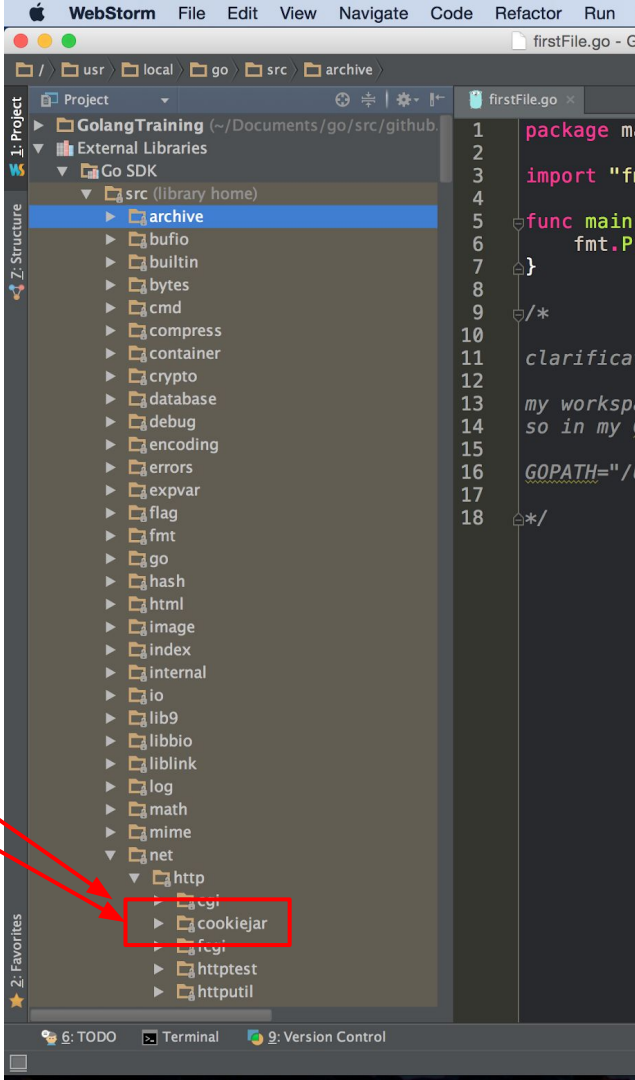 WebStorm File Edit View Navigate Code Refactor Run
firstFile.go - G
/ usr local go src archive
1: Project
Z: Structure
2: Favorites
Project
GolangTraining (~/Documents/go/src/github.
External Libraries
Go SDK
src (library home)
archive
bufio
builtin
bytes
cmd
compress
container
crypto
database
debug
encoding
errors
expvar
flag
fmt
go
hash
html
image
index
internal
io
lib9
libbio
liblink
log
math
mime
net
http
cgi
cookiejar
fcgi
httptest
httputil
firstFile.go
1 package ma
2
3 import "fm
4
5 func main
6 fmt.P
7 }
8
9 /*
10
11 clarifica
12
13 my workspa
14 so in my
15
16 GOPATH="/
17
18 */
6: TODO Terminal 9: Version Control